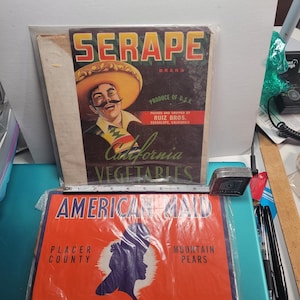 SERAPE
BRAND
PRODUCE OF U.S.A.
RUIZ BROS.
California
VEGETABLES
AMERICAN MAID
PLACER
COUNTY
MOUNTAIN
PEARS